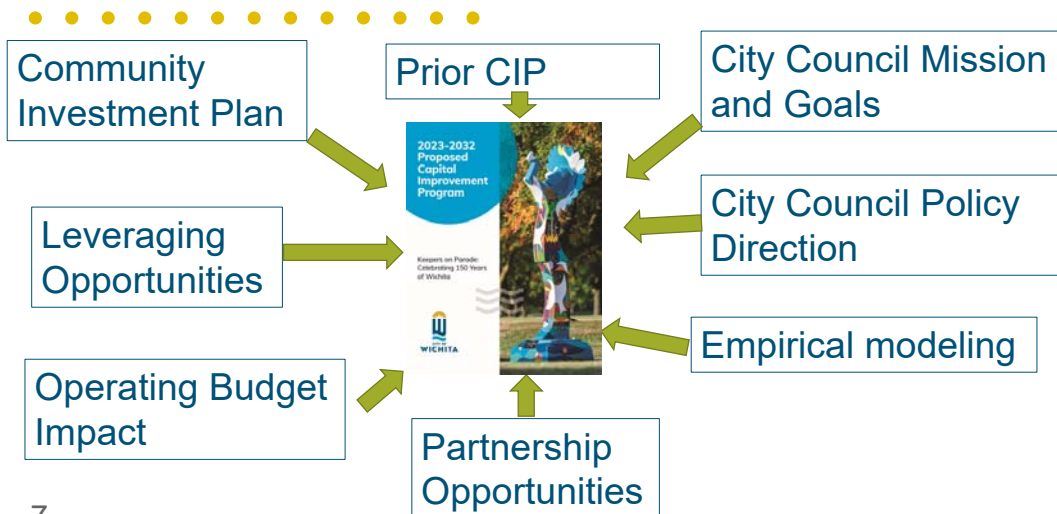 Community
Investment Plan
Prior CIP
City Council Mission
and Goals
2023-2032
Proposed
Capital
Improvement
Program
Leveraging
Opportunities
City Council Policy
Direction
Keepers on Parade:
Celebrating 150 Years
of Wichita
CITY OF
WICHITA
Empirical modeling
Operating Budget
Impact
Partnership
Opportunities
7